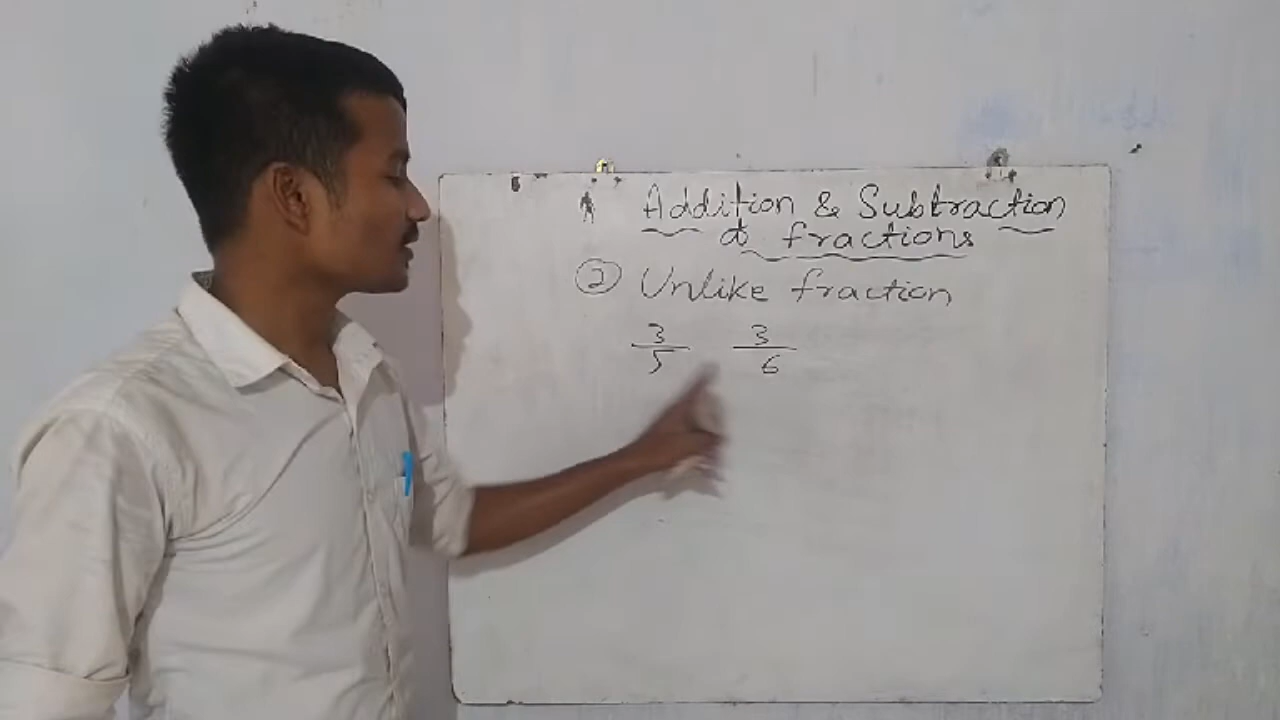 Addition & Subtraction
of fractions
② Unlike fraction
3/5 3/6